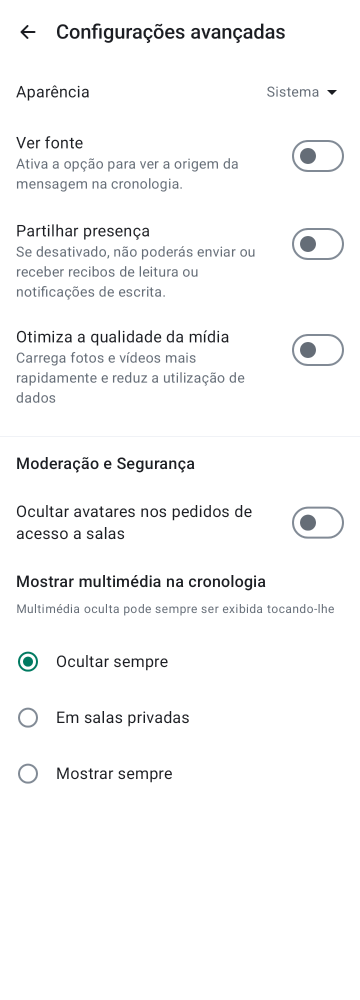 Configurações avançadas
Aparência
Sistema
Ver fonte
Ativa a opção para ver a origem da
mensagem na cronologia.
Partilhar presença
Se desativado, não poderás enviar ou
receber recibos de leitura ou
notificações de escrita.
Otimiza a qualidade da mídia
Carrega fotos e vídeos mais
rapidamente e reduz a utilização de
dados
Moderação e Segurança
Ocultar avatares nos pedidos de
acesso a salas
Mostrar multimédia na cronologia
Multimédia oculta pode sempre ser exibida tocando-lhe
Ocultar sempre
Em salas privadas
Mostrar sempre